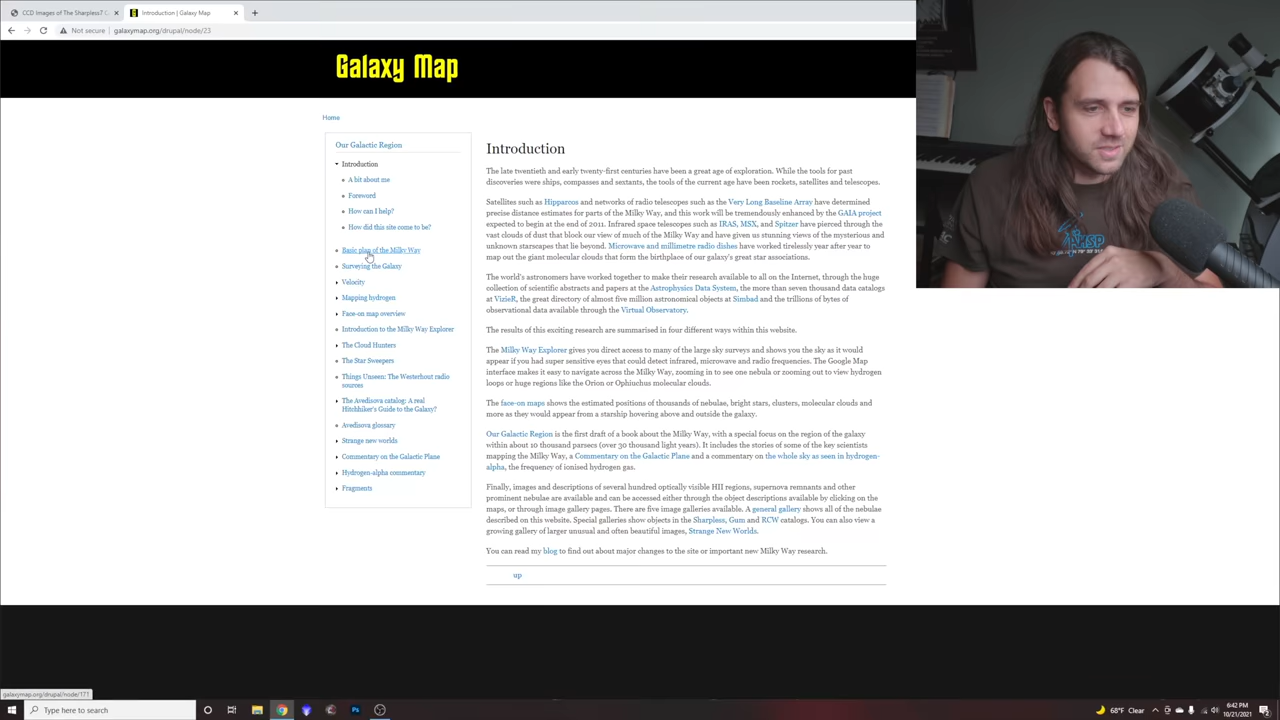 CCD Images of The Sharpless? C
Introduction | Galaxy Map
Not secure
galaxymap.org/drupal/node/23
Galaxy Map
Home
Our Galactic Region
Introduction
A bit about me
Foreword
How can I help?
How did this site come to be?
Basic plan of the Milky Way
Surveying the Galaxy
Velocity
Mapping hydrogen
Face-on map overview
Introduction to the Milky Way Explorer
The Cloud Hunters
The Star Sweepers
Things Unseen: The Westerhout radio
sources
The Avedisova catalog: A real
Hitchhiker's Guide to the Galaxy?
Avedisova glossary
Strange new worlds
Commentary on the Galactic Plane
Hydrogen-alpha commentary
Fragments
Introduction
The late twentieth and early twenty-first centuries have been a great age of exploration. While the tools for past
discoveries were ships, compasses and sextants, the tools of the current age have been rockets, satellites and telescopes.
Satellites such as Hipparcos and networks of radio telescopes such as the Very Long Baseline Array have determined
precise distance estimates for parts of the Milky Way, and this work will be tremendously enhanced by the GAIA project
expected to begin at the end of 2011. Infrared space telescopes such as IRAS, MSX, and Spitzer have pierced through the
vast clouds of dust that block our view of much of the Milky Way and have given us stunning views of the mysterious and
unknown starscapes that lie beyond. Microwave and millimetre radio dishes have worked tirelessly year after year to
map out the giant molecular clouds that form the birthplace of our galaxy's great star associations.
The world's astronomers have worked together to make their research available to all on the Internet, through the huge
collection of scientific abstracts and papers at the Astrophysics Data System, the more than seven thousand data catalogs
at VizieR, the great directory of almost five million astronomical objects at Simbad and the trillions of bytes of
observational data available through the Virtual Observatory.
The results of this exciting research are summarised in four different ways within this website.
The Milky Way Explorer gives you direct access to many of the large sky surveys and shows you the sky as it would
appear if you had super sensitive eyes that could detect infrared, microwave and radio frequencies. The Google Map
interface makes it easy to navigate across the Milky Way, zooming in to see one nebula or zooming out to view hydrogen
loops or huge regions like the Orion or Ophiuchus molecular clouds.
The face-on maps shows the estimated positions of thousands of nebulae, bright stars, clusters, molecular clouds and
more as they would appear from a starship hovering above and outside the galaxy.
Our Galactic Region is the first draft of a book about the Milky Way, with a special focus on the region of the galaxy
within about 10 thousand parsecs (over 30 thousand light years). It includes the stories of some of the key scientists
mapping the Milky Way, a Commentary on the Galactic Plane and a commentary on the whole sky as seen in hydrogen-
alpha, the frequency of ionised hydrogen gas.
Finally, images and descriptions of several hundred optically visible HII regions, supernova remnants and other
prominent nebulae are available and can be accessed either through the object descriptions available by clicking on the
maps, or through image gallery pages. There are five image galleries available. A general gallery shows all of the nebulae
described on this website. Special galleries show objects in the Sharpless, Gum and RCW catalogs. You can also view a
growing gallery of larger unusual and often beautiful images, Strange New Worlds.
You can read my blog to find out about major changes to the site or important new Milky Way research.
up
galaxymap.org/drupal/node/171
Type here to search
Ps
68°F Clear
6:42 PM
10/21/2021